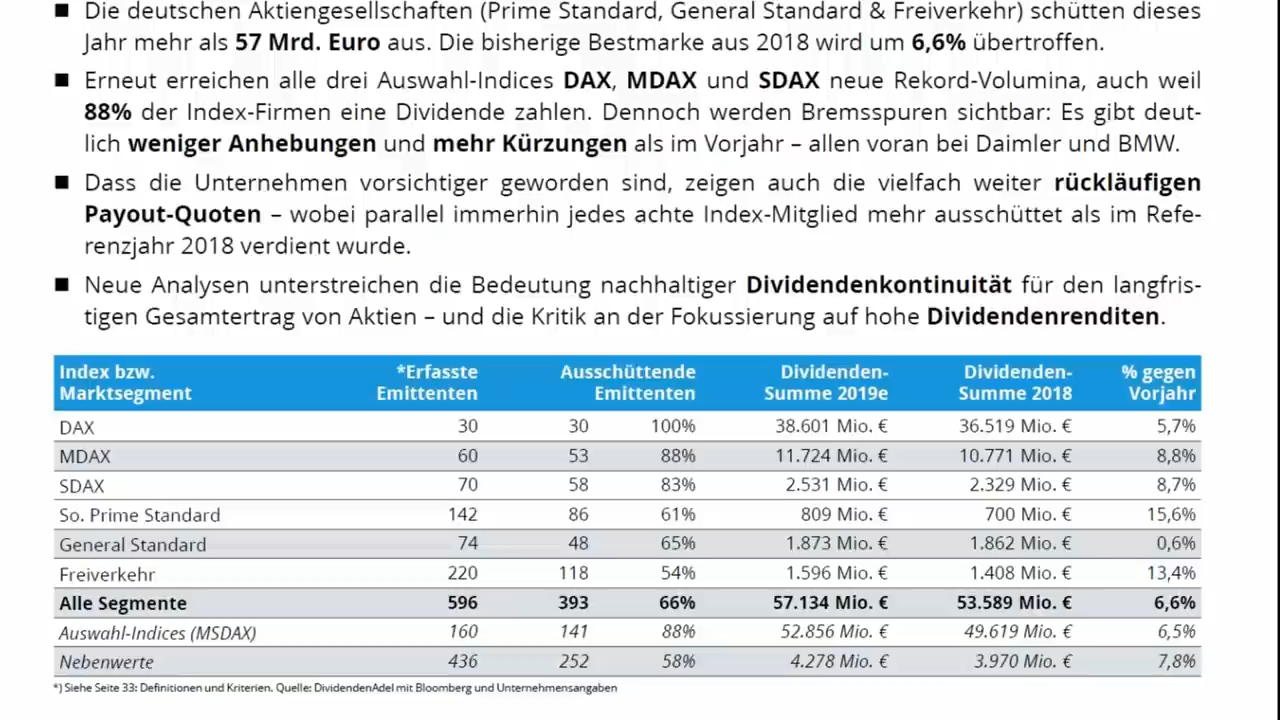 ■ Die deutschen Aktiengesellschaften (Prime Standard, General Standard & Freiverkehr) schütten dieses
Jahr mehr als 57 Mrd. Euro aus. Die bisherige Bestmarke aus 2018 wird um 6,6% übertroffen.
■ Erneut erreichen alle drei Auswahl-Indices DAX, MDAX und SDAX neue Rekord-Volumina, auch weil
88% der Index-Firmen eine Dividende zahlen. Dennoch werden Bremsspuren sichtbar: Es gibt deut-
lich weniger Anhebungen und mehr Kürzungen als im Vorjahr – allen voran bei Daimler und BMW.
■ Dass die Unternehmen vorsichtiger geworden sind, zeigen auch die vielfach weiter rückläufigen
Payout-Quoten – wobei parallel immerhin jedes achte Index-Mitglied mehr ausschüttet als im Refe-
renzjahr 2018 verdient wurde.
■ Neue Analysen unterstreichen die Bedeutung nachhaltiger Dividendenkontinuität für den langfris-
tigen Gesamtertrag von Aktien – und die Kritik an der Fokussierung auf hohe Dividendenrenditen.
Index bzw. *Erfasste Ausschüttende Dividenden- Dividenden- % gegen
Marktsegment Emittenten Emittenten Summe 2019e Summe 2018 Vorjahr
DAX 30 30 100% 38.601 Mio. € 36.519 Mio. € 5,7%
MDAX 60 53 88% 11.724 Mio. € 10.771 Mio. € 8,8%
SDAX 70 58 83% 2.531 Mio. € 2.329 Mio. € 8,7%
So. Prime Standard 142 86 61% 809 Mio. € 700 Mio. € 15,6%
General Standard 74 48 65% 1.873 Mio. € 1.862 Mio. € 0,6%
Freiverkehr 220 118 54% 1.596 Mio. € 1.408 Mio. € 13,4%
Alle Segmente 596 393 66% 57.134 Mio. € 53.589 Mio. € 6,6%
Auswahl-Indices (MSDAX) 160 141 88% 52.856 Mio. € 49.619 Mio. € 6,5%
Nebenwerte 436 252 58% 4.278 Mio. € 3.970 Mio. € 7,8%
*) Siehe Seite 33: Definitionen und Kriterien. Quelle: DividendenAdel mit Bloomberg und Unternehmensangaben